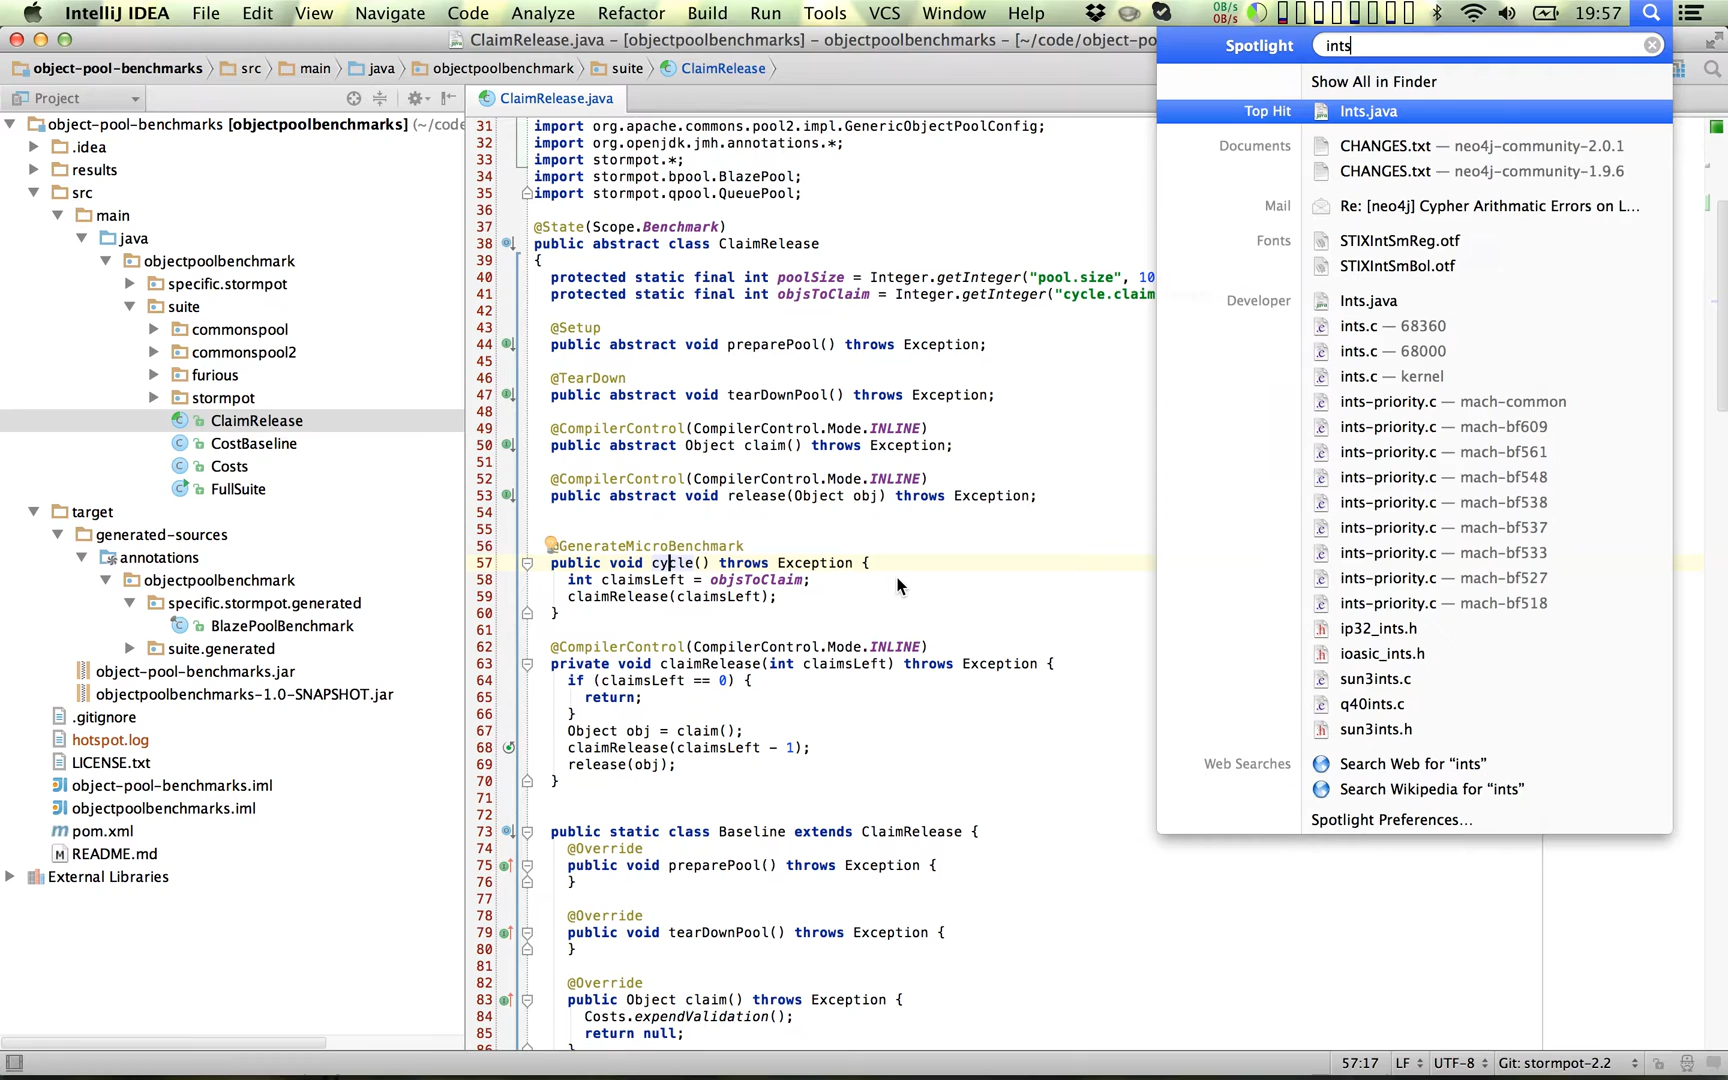 IntelliJ IDEA File Edit View Navigate Code Analyze Refactor Build Run Tools VCS Window Help 0B/s 0B/s 19:57
ClaimRelease.java – [objectpoolbenchmarks] – objectpoolbenchmarks – [~/code/object-po
Spotlight ints
object-pool-benchmarks src main java objectpoolbenchmark suite ClaimRelease
Project
ClaimRelease.java
object-pool-benchmarks [objectpoolbenchmarks] (~/code
.idea
results
src
main
java
objectpoolbenchmark
specific.stormpot
suite
commonspool
commonspool2
furious
stormpot
ClaimRelease
CostBaseline
Costs
FullSuite
target
generated-sources
annotations
objectpoolbenchmark
specific.stormpot.generated
BlazePoolBenchmark
suite.generated
object-pool-benchmarks.jar
objectpoolbenchmarks-1.0-SNAPSHOT.jar
.gitignore
hotspot.log
LICENSE.txt
object-pool-benchmarks.iml
objectpoolbenchmarks.iml
pom.xml
README.md
External Libraries
31 import org.apache.commons.pool2.impl.GenericObjectPoolConfig;
32 import org.openjdk.jmh.annotations.*;
33 import stormpot.*;
34 import stormpot.bpool.BlazePool;
35 import stormpot.qpool.QueuePool;
36
37 @State(Scope.Benchmark)
38 public abstract class ClaimRelease
39 {
40 protected static final int poolSize = Integer.getInteger("pool.size", 10
41 protected static final int objsToClaim = Integer.getInteger("cycle.claim
42
43 @Setup
44 public abstract void preparePool() throws Exception;
45
46 @TearDown
47 public abstract void tearDownPool() throws Exception;
48
49 @CompilerControl(CompilerControl.Mode.INLINE)
50 public abstract Object claim() throws Exception;
51
52 @CompilerControl(CompilerControl.Mode.INLINE)
53 public abstract void release(Object obj) throws Exception;
54
55
56 @GenerateMicroBenchmark
57 public void cycle() throws Exception {
58 int claimsLeft = objsToClaim;
59 claimRelease(claimsLeft);
60 }
61
62 @CompilerControl(CompilerControl.Mode.INLINE)
63 private void claimRelease(int claimsLeft) throws Exception {
64 if (claimsLeft == 0) {
65 return;
66 }
67 Object obj = claim();
68 claimRelease(claimsLeft - 1);
69 release(obj);
70 }
71
72
73 public static class Baseline extends ClaimRelease {
74 @Override
75 public void preparePool() throws Exception {
76 }
77
78 @Override
79 public void tearDownPool() throws Exception {
80 }
81
82 @Override
83 public Object claim() throws Exception {
84 Costs.expendValidation();
85 return null;
86 }
Show All in Finder
Top Hit Ints.java
Documents CHANGES.txt — neo4j-community-2.0.1
CHANGES.txt — neo4j-community-1.9.6
Mail Re: [neo4j] Cypher Arithmatic Errors on L...
Fonts STIXIntSmReg.otf
STIXIntSmBol.otf
Developer Ints.java
ints.c — 68360
ints.c — 68000
ints.c — kernel
ints-priority.c — mach-common
ints-priority.c — mach-bf609
ints-priority.c — mach-bf561
ints-priority.c — mach-bf548
ints-priority.c — mach-bf538
ints-priority.c — mach-bf537
ints-priority.c — mach-bf533
ints-priority.c — mach-bf527
ints-priority.c — mach-bf518
ip32_ints.h
ioasic_ints.h
sun3ints.c
q40ints.c
sun3ints.h
Web Searches Search Web for “ints”
Search Wikipedia for “ints”
Spotlight Preferences...
57:17 LF UTF-8 Git: stormpot-2.2